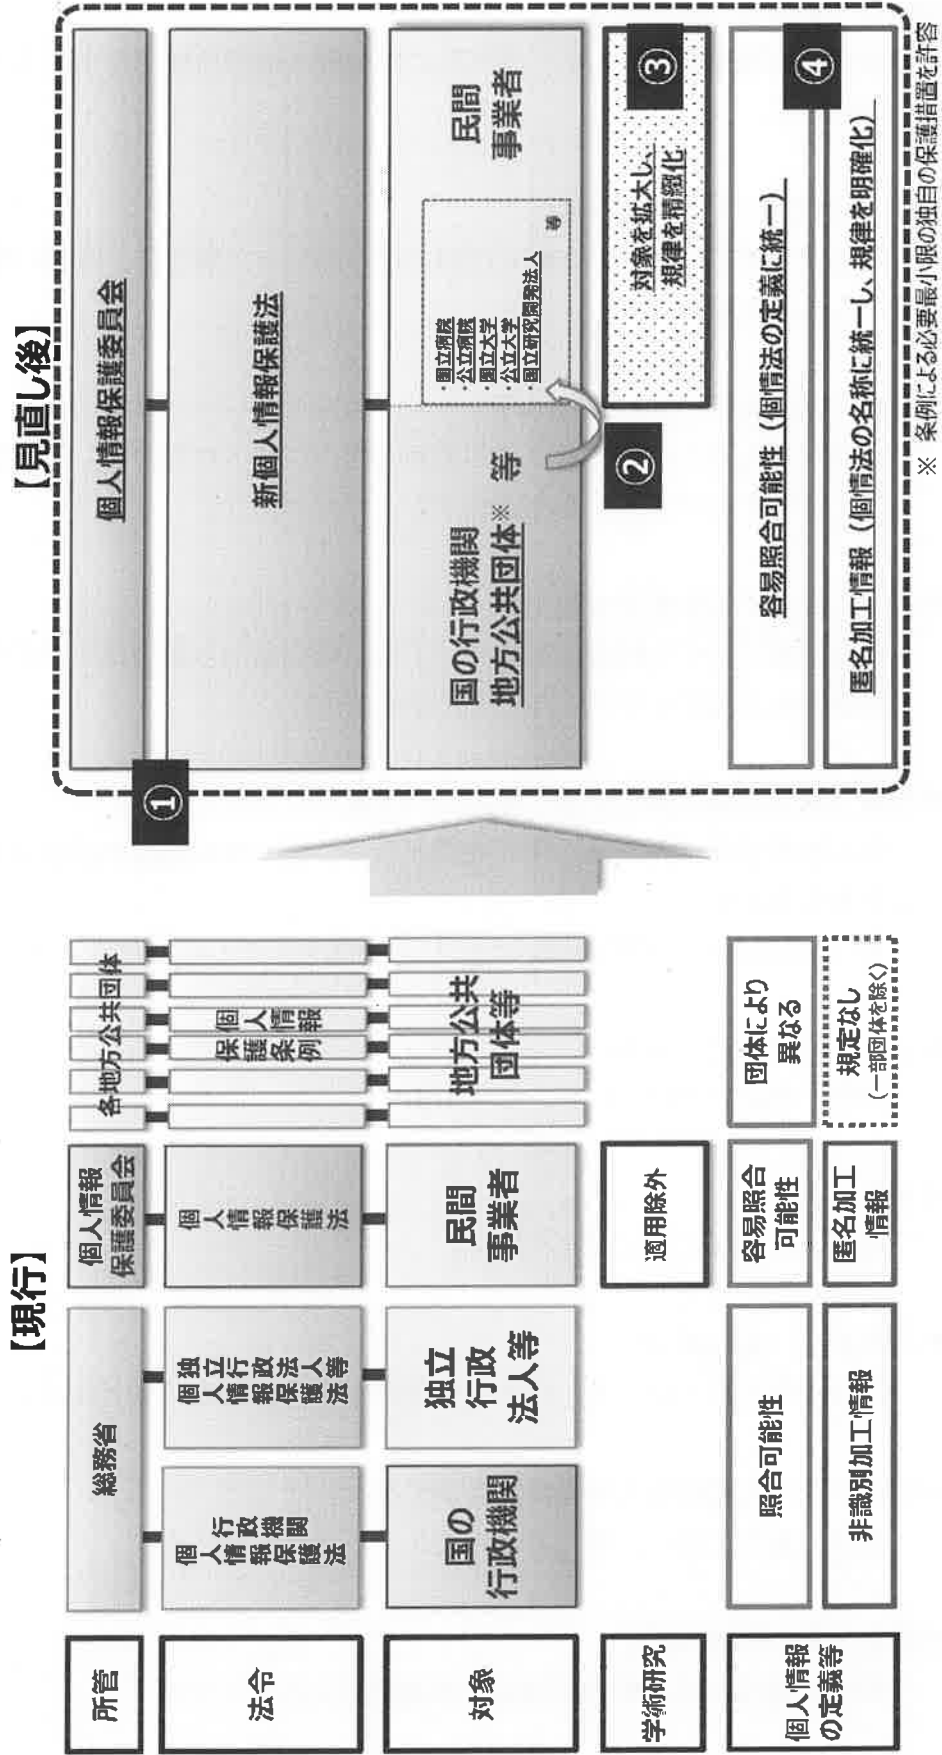 【現行】
所管
総務省
個人情報
保護委員会
各地方公共団体
法令
行政機関
個人情報保護法
独立行政法人等
個人情報保護法
個人情報保護法
個人情報
保護条例
対象
国の
行政機関
独立
行政
法人等
民間
事業者
地方公共
団体等
学術研究
適用除外
個人情報
の定義等
照合可能性
容易照合
可能性
団体により
異なる
非識別加工情報
匿名加工
情報
規定なし
(一部団体を除く)
【見直し後】
①
個人情報保護委員会
新個人情報保護法
国の行政機関
地方公共団体※ 等
②
・国立病院
・公立病院
・国立大学
・公立大学
・国立研究開発法人
等
民間
事業者
③
対象を拡大し、
規律を精緻化
容易照合可能性(個情法の定義に統一)
④
匿名加工情報(個情法の名称に統一し、規律を明確化)
※ 条例による必要最小限の独自の保護措置を許容